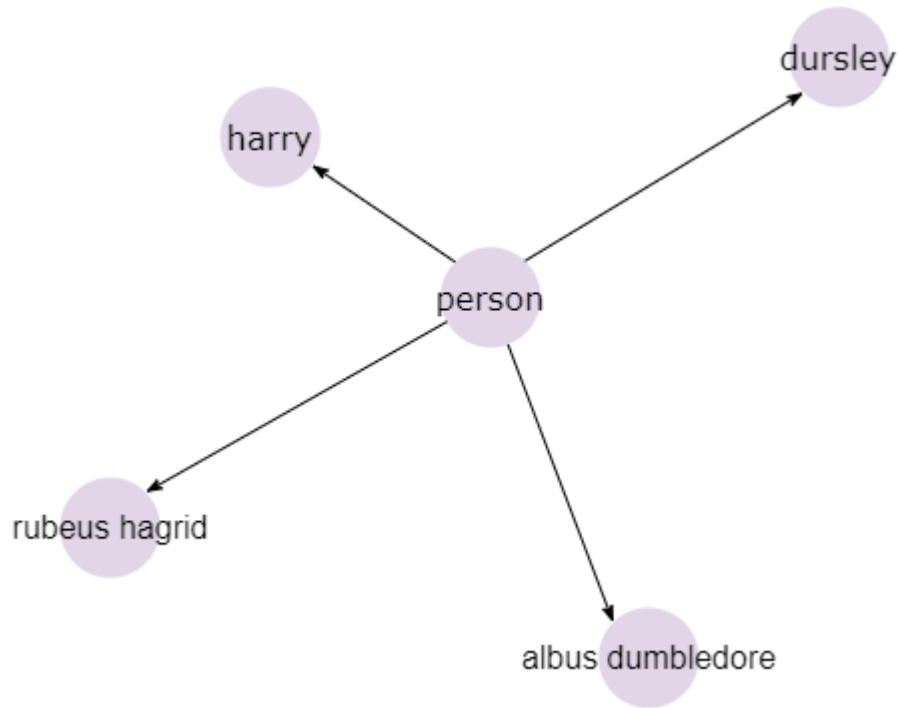 dursley
harry
person
rubeus hagrid
albus dumbledore